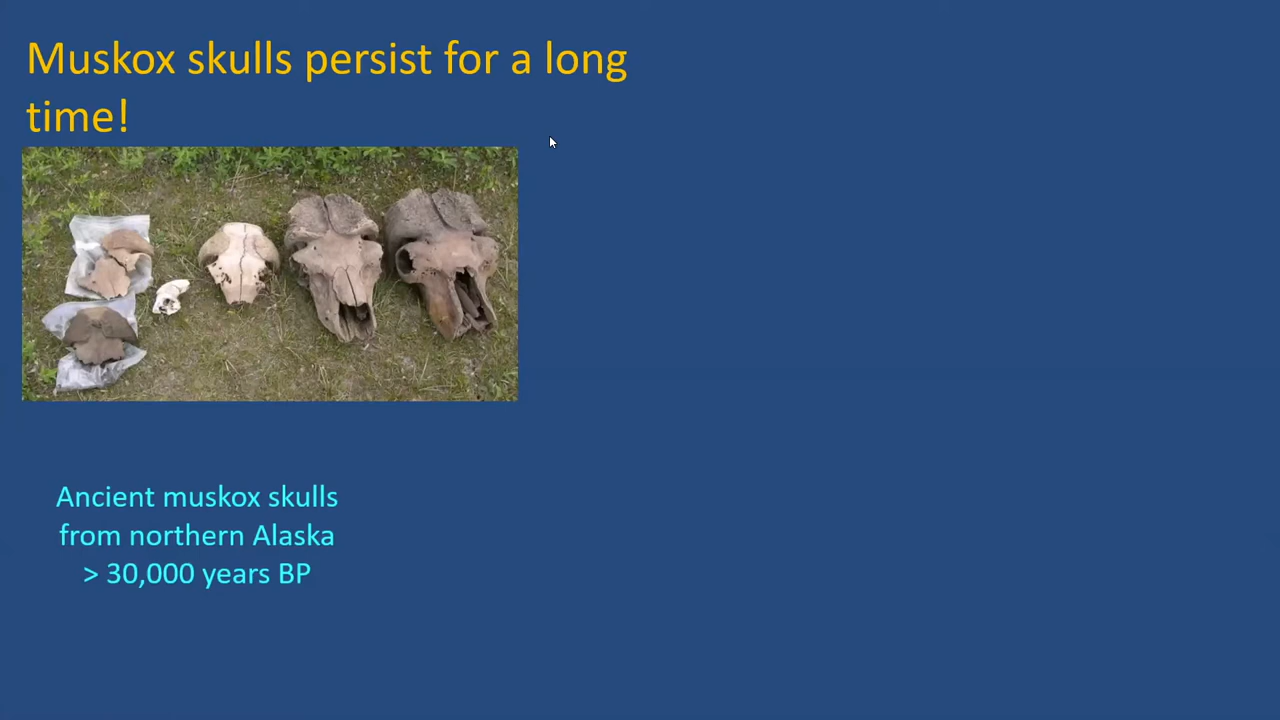 Muskox skulls persist for a long
time!
Ancient muskox skulls
from northern Alaska
> 30,000 years BP